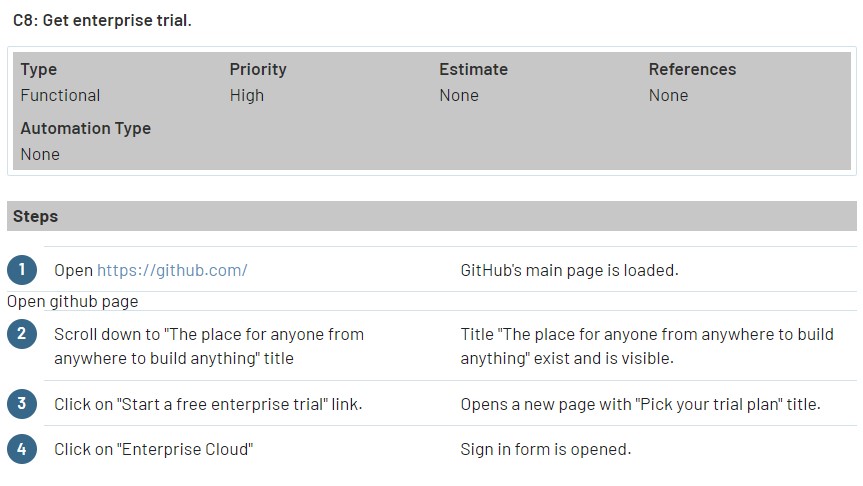 C8: Get enterprise trial.
Type Priority Estimate References
Functional High None None
Automation Type
None
Steps
1 Open https://github.com/ GitHub's main page is loaded.
Open github page
2 Scroll down to "The place for anyone from Title "The place for anyone from anywhere to build
anywhere to build anything" title anything" exist and is visible.
3 Click on "Start a free enterprise trial" link. Opens a new page with "Pick your trial plan" title.
4 Click on "Enterprise Cloud" Sign in form is opened.